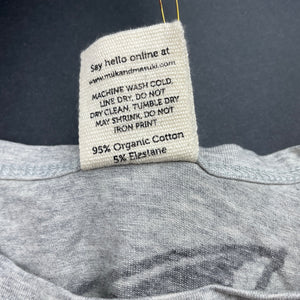 Say hello online at
www.milkandmasuki.com
MACHINE WASH COLD.
LINE DRY, DO NOT
DRY CLEAN. TUMBLE DRY
MAY SHRINK. DO NOT
IRON PRINT
95% Organic Cotton
5% Elastane